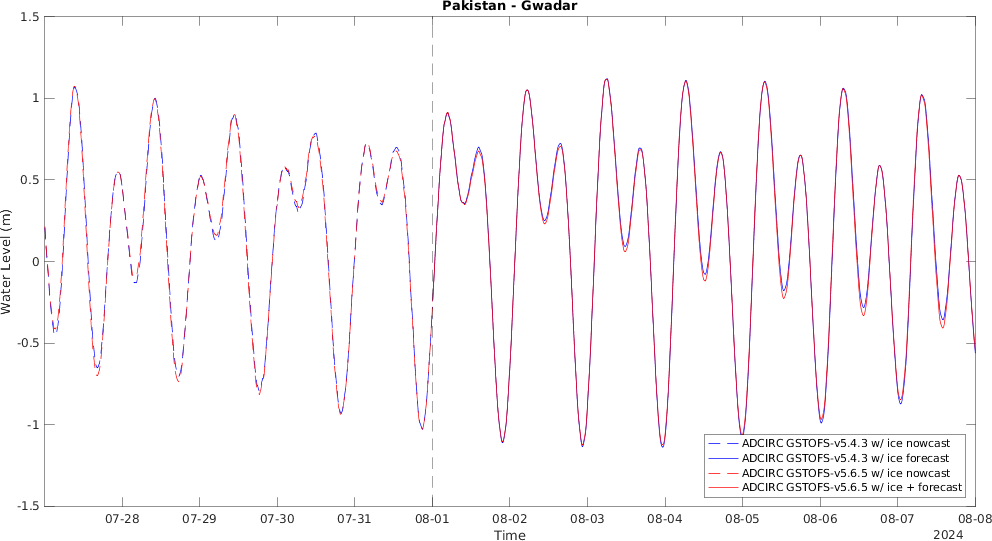 Pakistan - Gwadar
1.5
1
0.5
0
-0.5
-1
-1.5
Water Level (m)
ADCIRC GSTOFS-v5.4.3 w/ ice nowcast
ADCIRC GSTOFS-v5.4.3 w/ ice forecast
ADCIRC GSTOFS-v5.6.5 w/ ice nowcast
ADCIRC GSTOFS-v5.6.5 w/ ice + forecast
07-28 07-29 07-30 07-31 08-01 08-02 08-03 08-04 08-05 08-06 08-07 08-08
Time
2024